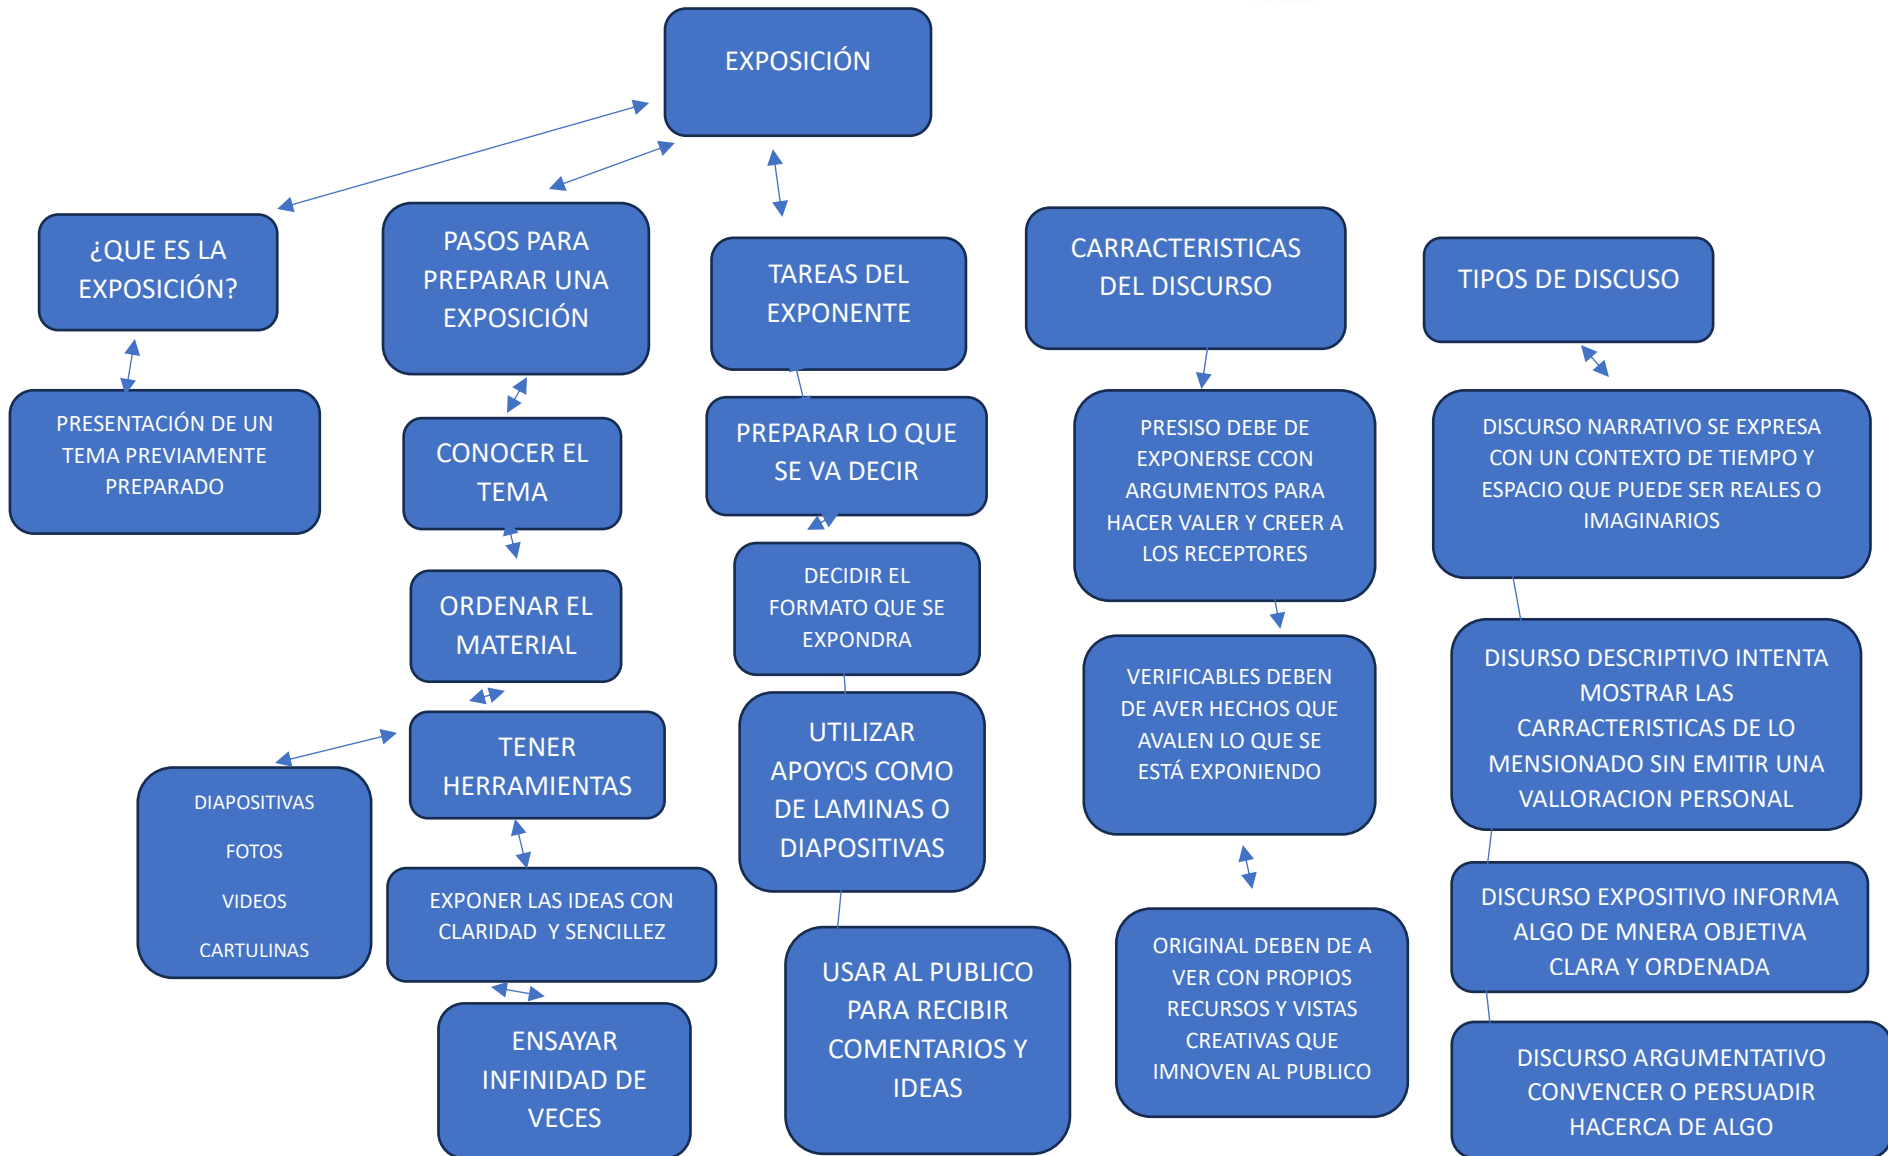 EXPOSICIÓN
¿QUE ES LA
EXPOSICIÓN?
PRESENTACIÓN DE UN
TEMA PREVIAMENTE
PREPARADO
PASOS PARA
PREPARAR UNA
EXPOSICIÓN
CONOCER EL
TEMA
ORDENAR EL
MATERIAL
TENER
HERRAMIENTAS
DIAPOSITIVAS
FOTOS
VIDEOS
CARTULINAS
EXPONER LAS IDEAS CON
CLARIDAD Y SENCILLEZ
ENSAYAR
INFINIDAD DE
VECES
TAREAS DEL
EXPONENTE
PREPARAR LO QUE
SE VA DECIR
DECIDIR EL
FORMATO QUE SE
EXPONDRA
UTILIZAR
APOYOS COMO
DE LAMINAS O
DIAPOSITIVAS
USAR AL PUBLICO
PARA RECIBIR
COMENTARIOS Y
IDEAS
CARRACTERISTICAS
DEL DISCURSO
PRESISO DEBE DE
EXPONERSE CCON
ARGUMENTOS PARA
HACER VALER Y CREER A
LOS RECEPTORES
VERIFICABLES DEBEN
DE AVER HECHOS QUE
AVALEN LO QUE SE
ESTÁ EXPONIENDO
ORIGINAL DEBEN DE A
VER CON PROPIOS
RECURSOS Y VISTAS
CREATIVAS QUE
IMNOVEN AL PUBLICO
TIPOS DE DISCUSO
DISCURSO NARRATIVO SE EXPRESA
CON UN CONTEXTO DE TIEMPO Y
ESPACIO QUE PUEDE SER REALES O
IMAGINARIOS
DISURSO DESCRIPTIVO INTENTA
MOSTRAR LAS
CARRACTERISTICAS DE LO
MENSIONADO SIN EMITIR UNA
VALLORACION PERSONAL
DISCURSO EXPOSITIVO INFORMA
ALGO DE MNERA OBJETIVA
CLARA Y ORDENADA
DISCURSO ARGUMENTATIVO
CONVENCER O PERSUADIR
HACERCA DE ALGO